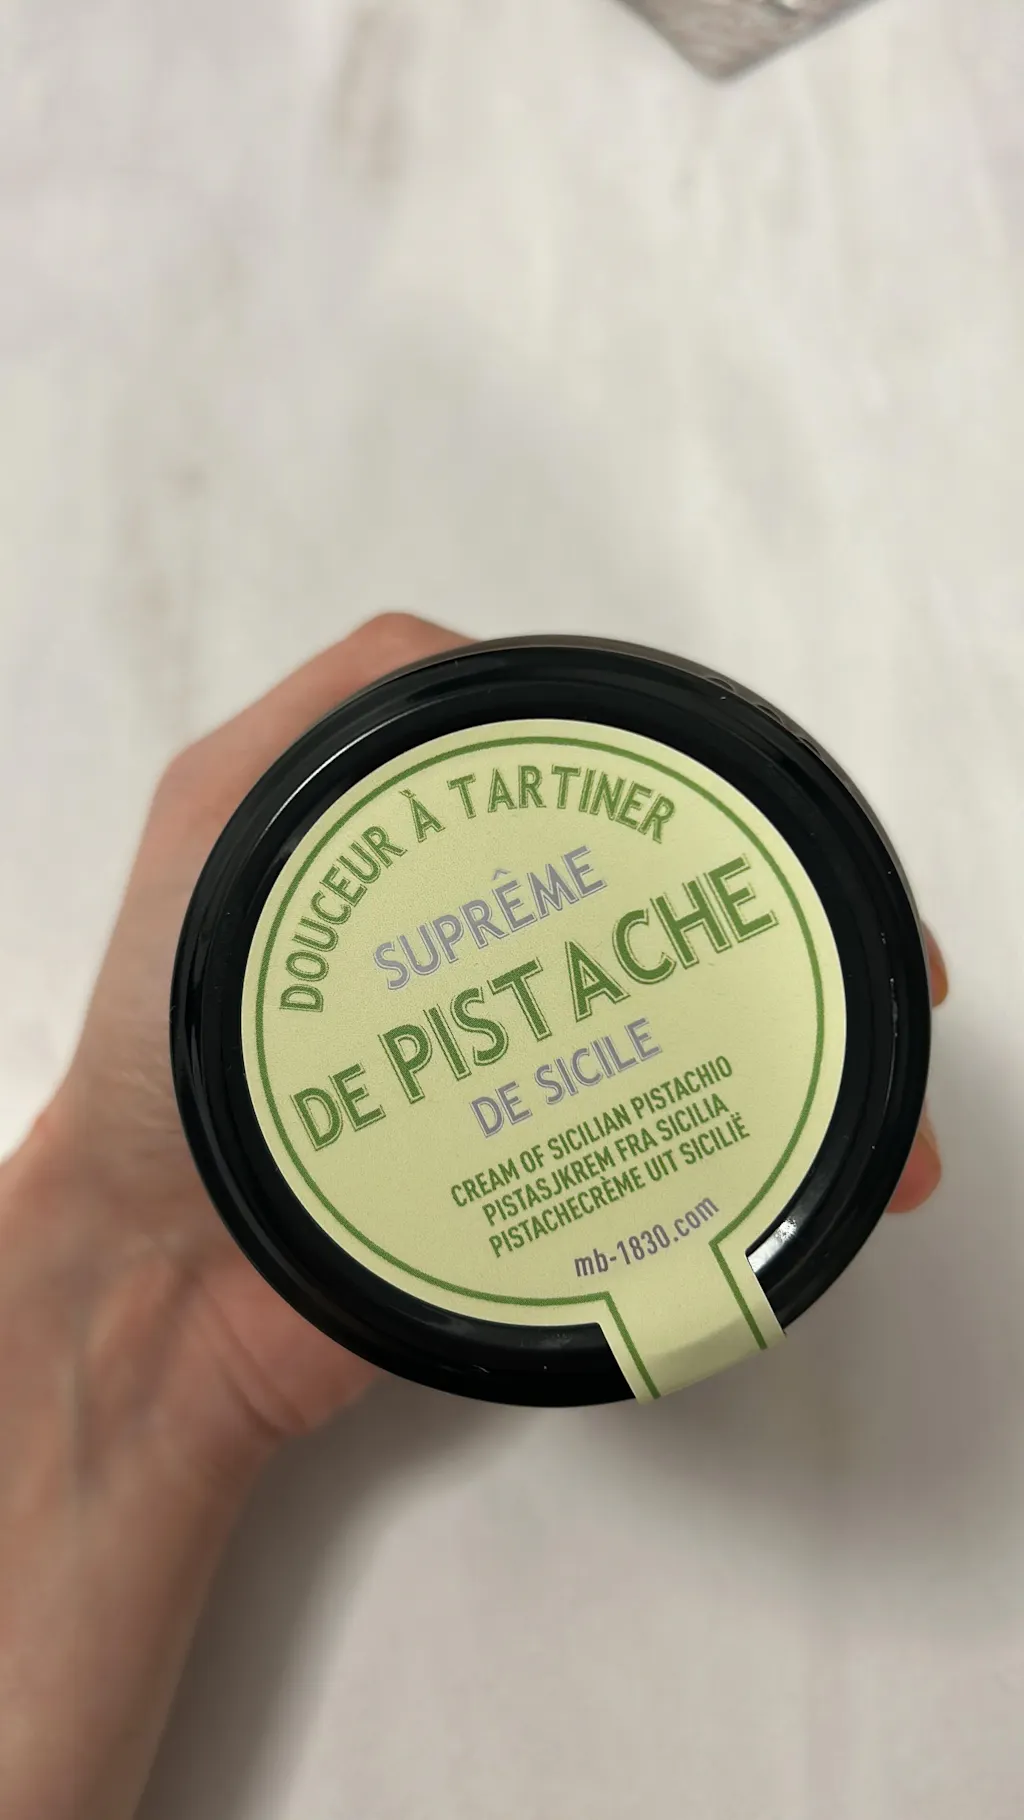 DOUCEUR À TARTINER
SUPRÊME
DE PISTACHE
DE SICILE
CREAM OF SICILIAN PISTACHIO
PISTASJKREM FRA SICILIA
PISTACHECRÈME UIT SICILIË
mb-1830.com